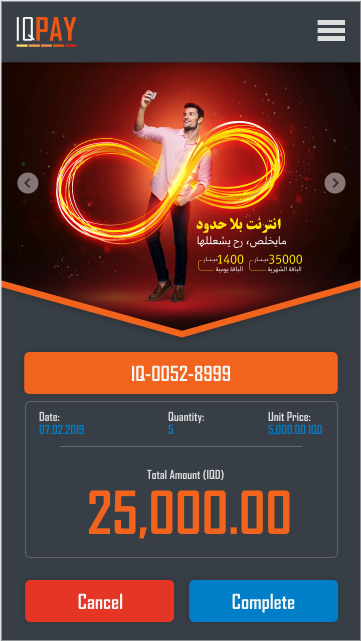 IQPAY
انترنت بلا حدود
مايخلص، رح يشعللها
1400 دينار 35000 دينار
الباقة يومية الباقة الشهرية
IQ-0052-8999
Date: Quantity: Unit Price:
07.02.2019 5 5,000.00 IQD
Total Amount (IQD)
25,000.00
Cancel Complete